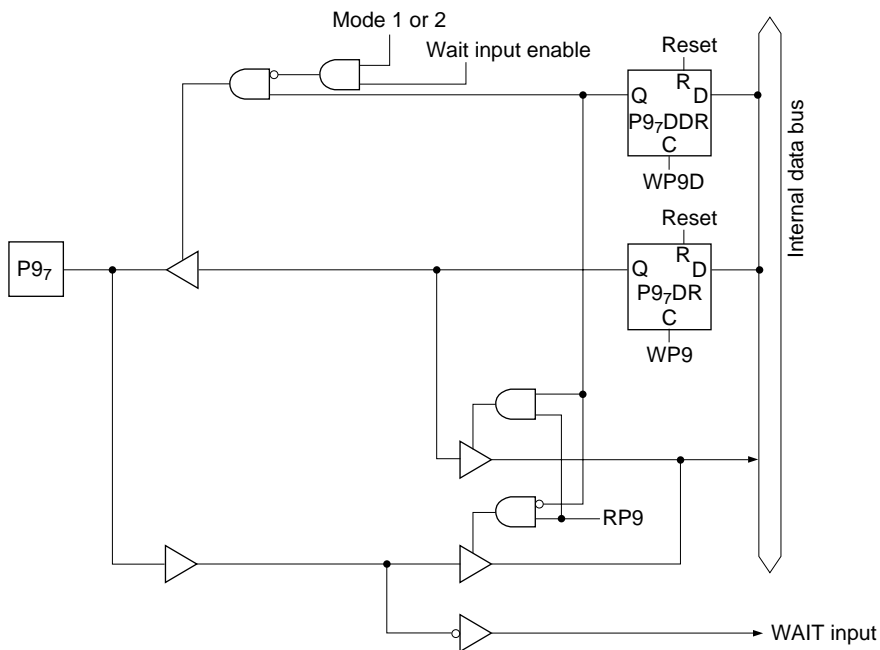 Mode 1 or 2
Wait input enable
Reset
R
Q
D
P9₇DDR
C
WP9D
Internal data bus
Reset
R
Q
D
P9₇DR
C
WP9
P9₇
RP9
WAIT input